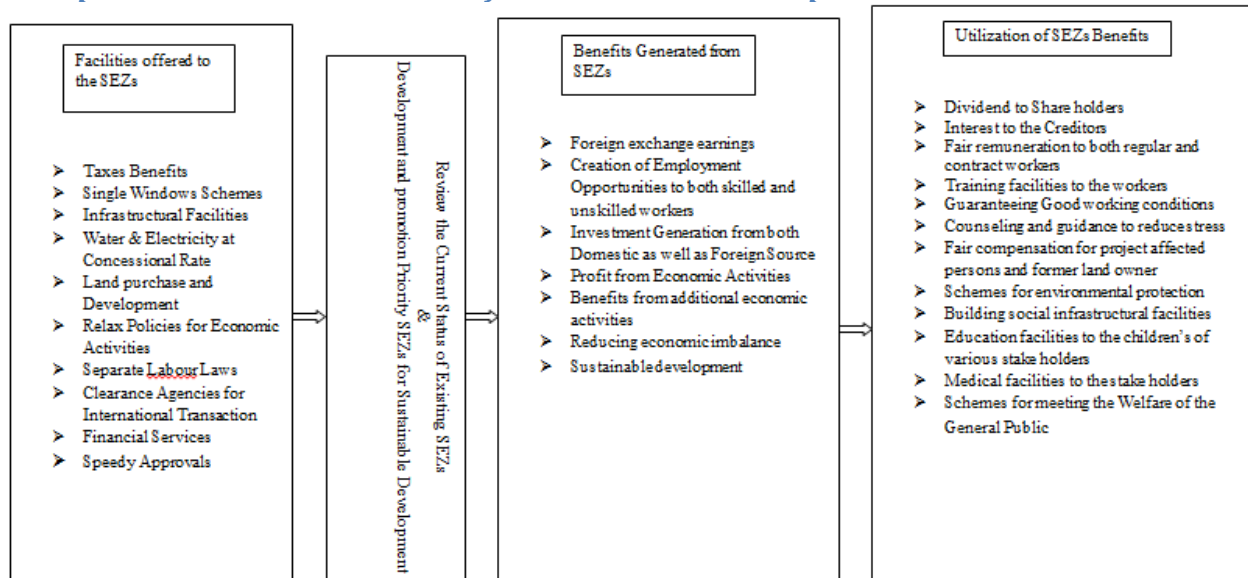 Facilities offered to
the SEZs
➤ Taxes Benefits
➤ Single Windows Schemes
➤ Infrastructural Facilities
➤ Water & Electricity at
Concessional Rate
➤ Land purchase and
Development
➤ Relax Policies for Economic
Activities
➤ Separate Labour Laws
➤ Clearance Agencies for
International Transaction
➤ Financial Services
➤ Speedy Approvals
Review the Current Status of Existing SEZs
&
Development and promotion Priority SEZs for Sustainable Development
Benefits Generated from
SEZs
➤ Foreign exchange earnings
➤ Creation of Employment
Opportunities to both skilled and
unskilled workers
➤ Investment Generation from both
Domestic as well as Foreign Source
➤ Profit from Economic Activities
➤ Benefits from additional economic
activities
➤ Reducing economic imbalance
➤ Sustainable development
Utilization of SEZs Benefits
➤ Dividend to Share holders
➤ Interest to the Creditors
➤ Fair remuneration to both regular and
contract workers
➤ Training facilities to the workers
➤ Guaranteeing Good working conditions
➤ Counseling and guidance to reduces tress
➤ Fair compensation for project affected
persons and former land owner
➤ Schemes for environmental protection
➤ Building social infrastructural facilities
➤ Education facilities to the children's of
various stake holders
➤ Medical facilities to the stake holders
➤ Schemes for meeting the Welfare of the
General Public